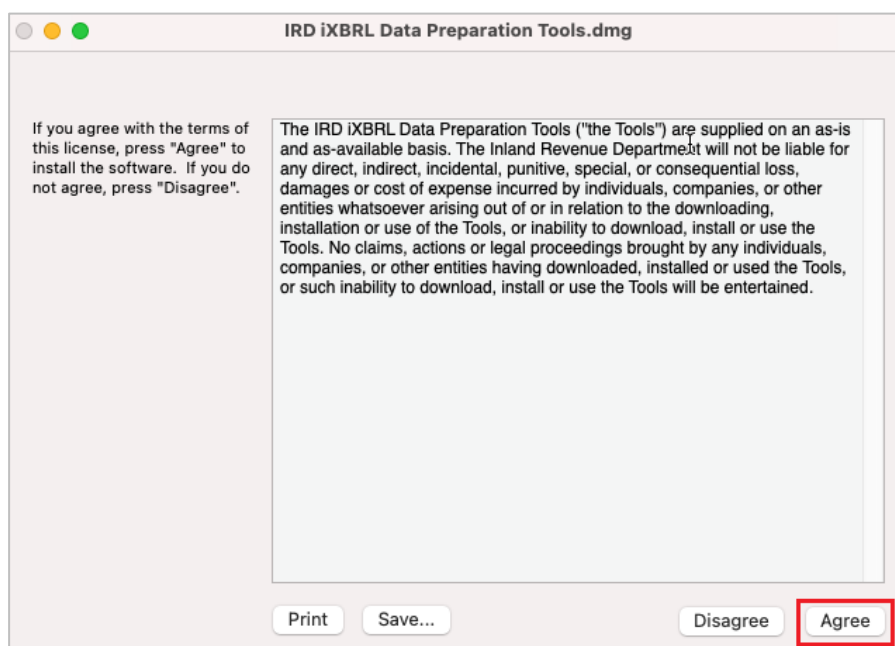 IRD iXBRL Data Preparation Tools.dmg
If you agree with the terms of
this license, press "Agree" to
install the software.  If you do
not agree, press "Disagree".
The IRD iXBRL Data Preparation Tools ("the Tools") are supplied on an as-is
and as-available basis. The Inland Revenue Department will not be liable for
any direct, indirect, incidental, punitive, special, or consequential loss,
damages or cost of expense incurred by individuals, companies, or other
entities whatsoever arising out of or in relation to the downloading,
installation or use of the Tools, or inability to download, install or use the
Tools. No claims, actions or legal proceedings brought by any individuals,
companies, or other entities having downloaded, installed or used the Tools,
or such inability to download, install or use the Tools will be entertained.
Print
Save...
Disagree
Agree